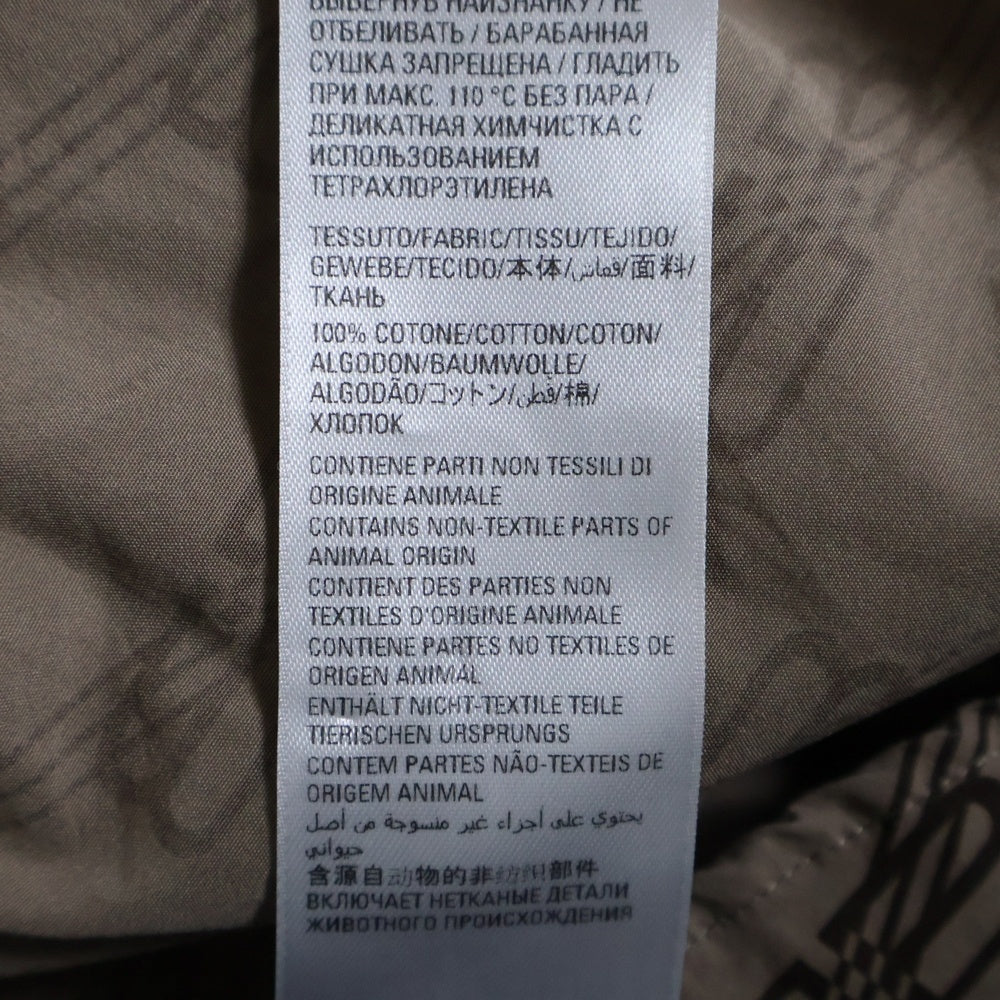 ВЫВЕРНУВ НАИЗНАНКУ / НЕ
ОТБЕЛИВАТЬ / БАРАБАННАЯ
СУШКА ЗАПРЕЩЕНА / ГЛАДИТЬ
ПРИ МАКС. 110 °C БЕЗ ПАРА /
ДЕЛИКАТНАЯ ХИМЧИСТКА С
ИСПОЛЬЗОВАНИЕМ
ТЕТРАХЛОРЭТИЛЕНА
TESSUTO/FABRIC/TISSU/TEJIDO/
GEWEBE/TECIDO/本体/قماش/面料/
ТКАНЬ
100% COTONE/COTTON/COTON/
ALGODON/BAUMWOLLE/
ALGODÃO/コットン/قطن/棉/
ХЛОПОК
CONTIENE PARTI NON TESSILI DI
ORIGINE ANIMALE
CONTAINS NON-TEXTILE PARTS OF
ANIMAL ORIGIN
CONTIENT DES PARTIES NON
TEXTILES D'ORIGINE ANIMALE
CONTIENE PARTES NO TEXTILES DE
ORIGEN ANIMAL
ENTHÄLT NICHT-TEXTILE TEILE
TIERISCHEN URSPRUNGS
CONTEM PARTES NÃO-TEXTEIS DE
ORIGEM ANIMAL
يحتوي على أجزاء غير منسوجة من أصل
حيواني
含源自动物的非纺织部件
ВКЛЮЧАЕТ НЕТКАНЫЕ ДЕТАЛИ
ЖИВОТНОГО ПРОИСХОЖДЕНИЯ